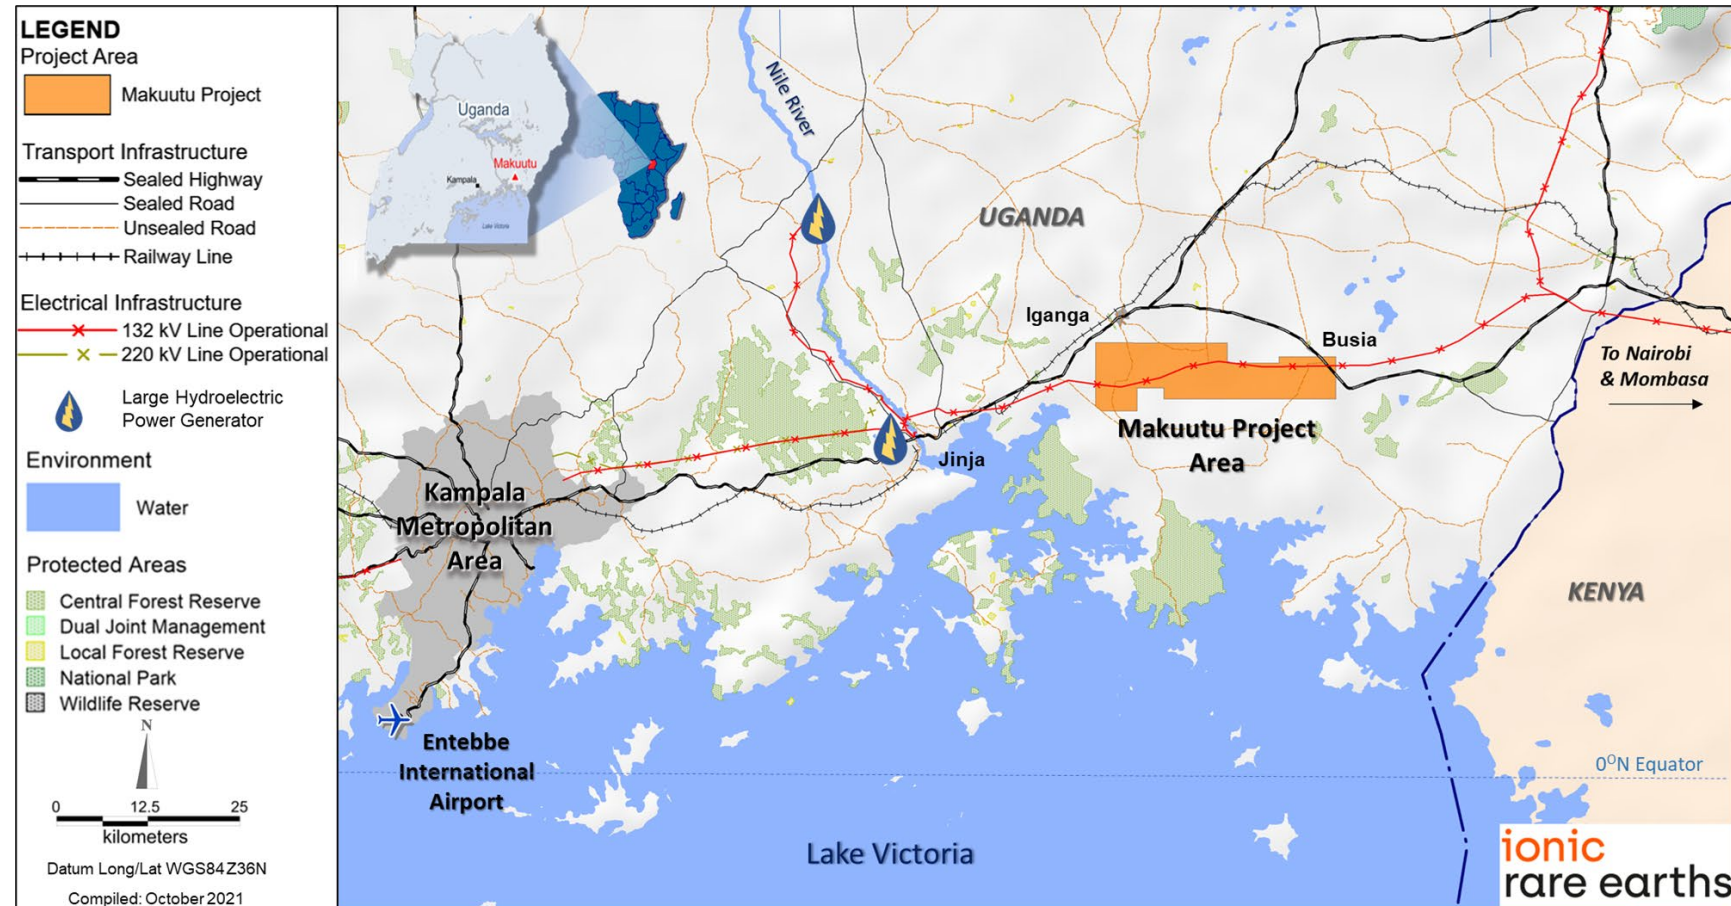 LEGEND
Project Area
Makuutu Project
Transport Infrastructure
Sealed Highway
Sealed Road
Unsealed Road
Railway Line
Electrical Infrastructure
132 kV Line Operational
220 kV Line Operational
Large Hydroelectric
Power Generator
Environment
Water
Protected Areas
Central Forest Reserve
Dual Joint Management
Local Forest Reserve
National Park
Wildlife Reserve
N
0 12.5 25
kilometers
Datum Long/Lat WGS84 Z36N
Compiled: October 2021
Uganda
Makuutu
Kampala
Lake Victoria
Nile River
UGANDA
Iganga
Busia
To Nairobi
& Mombasa
Makuutu Project
Area
Jinja
Kampala
Metropolitan
Area
KENYA
Entebbe
International
Airport
0°N Equator
Lake Victoria
ionic
rare earths